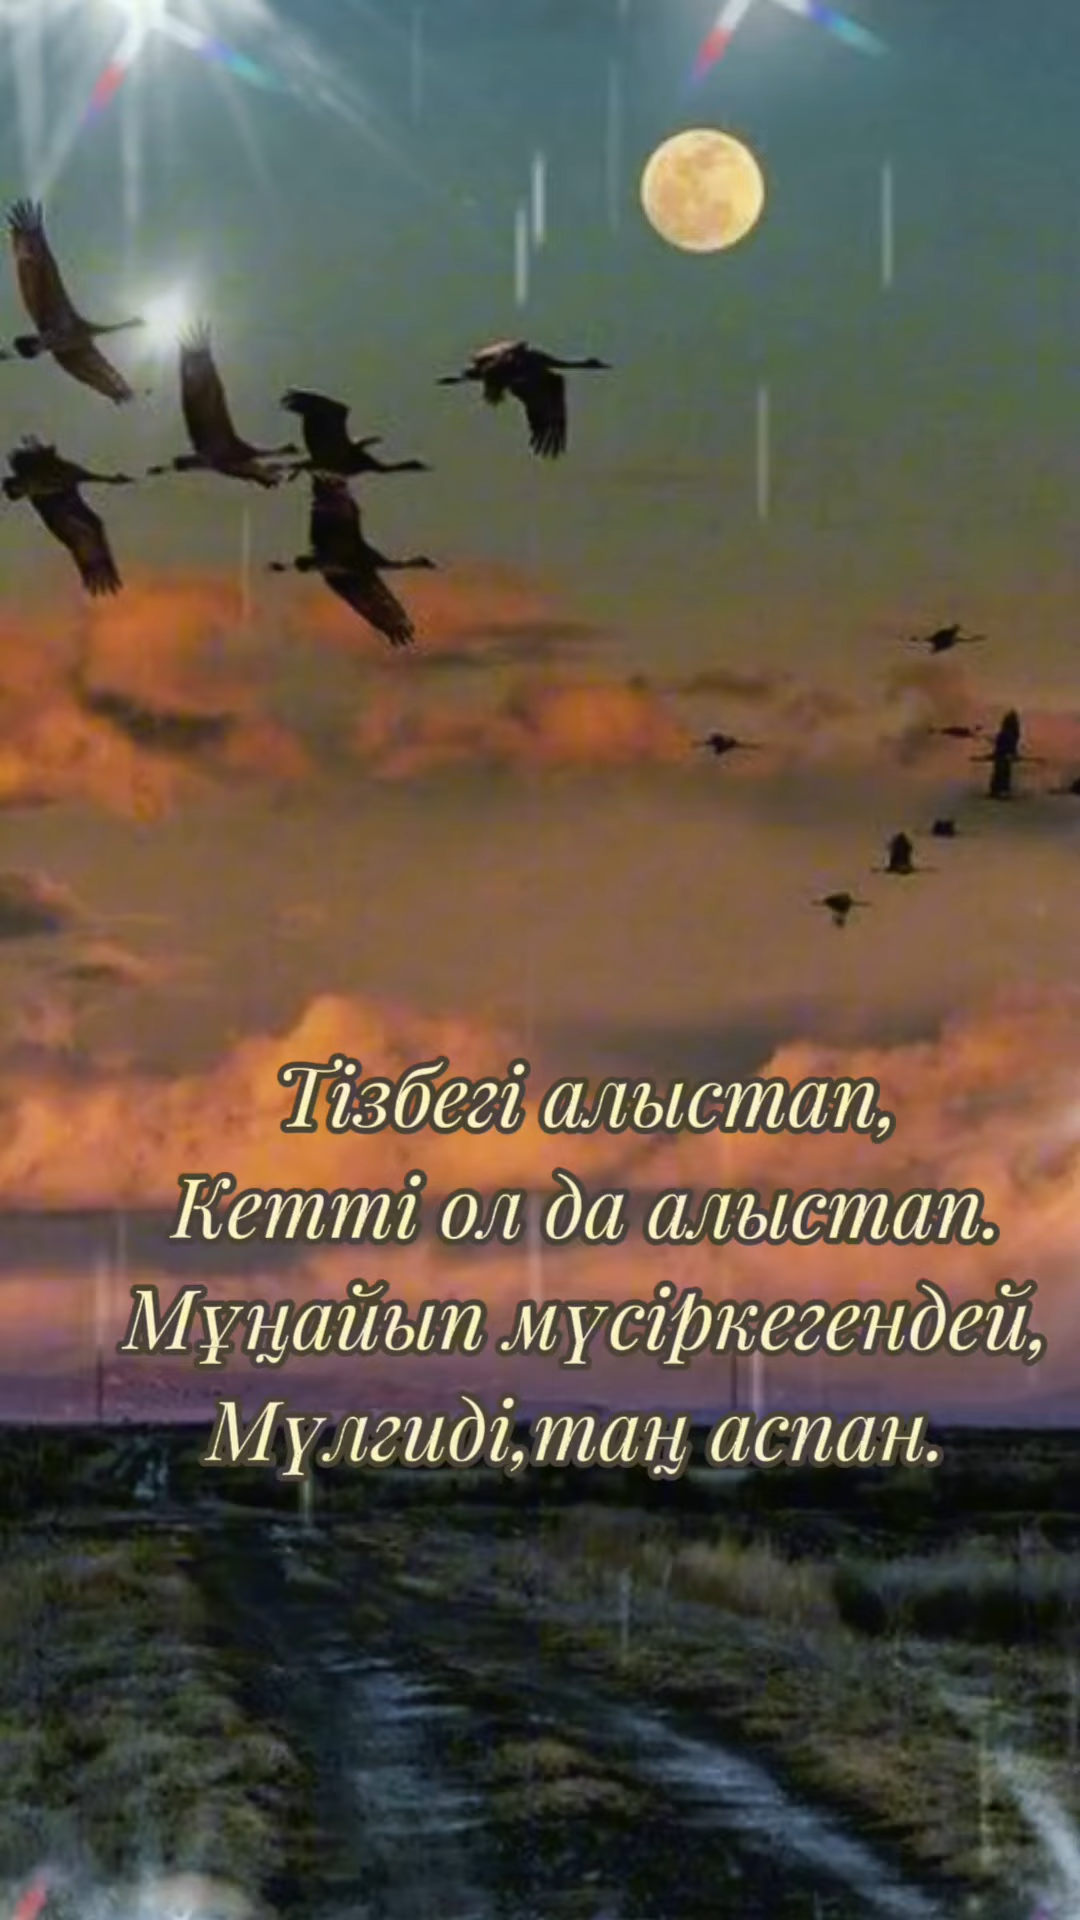 Тізбегі алыстап,
Кетті ол да алыстап.
Мұңайып мүсіркегендей,
Мүлгиді,таң аспан.